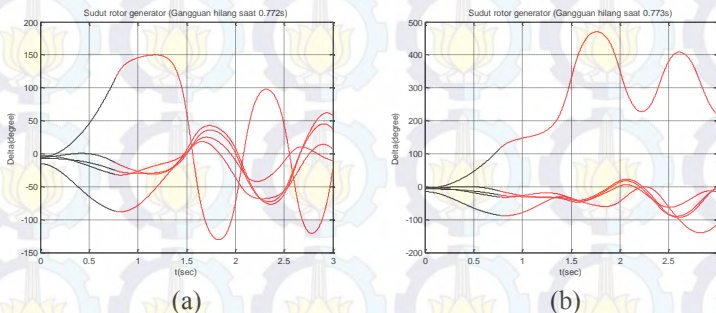 Sudut rotor generator (Gangguan hilang saat 0.772s)
200
150
100
50
0
-50
-100
-150
Delta(degree)
0 0.5 1 1.5 2 2.5 3
t(sec)
(a)
Sudut rotor generator (Gangguan hilang saat 0.773s)
500
400
300
200
100
0
-100
-200
Delta(degree)
0 0.5 1 1.5 2 2.5
t(sec)
(b)